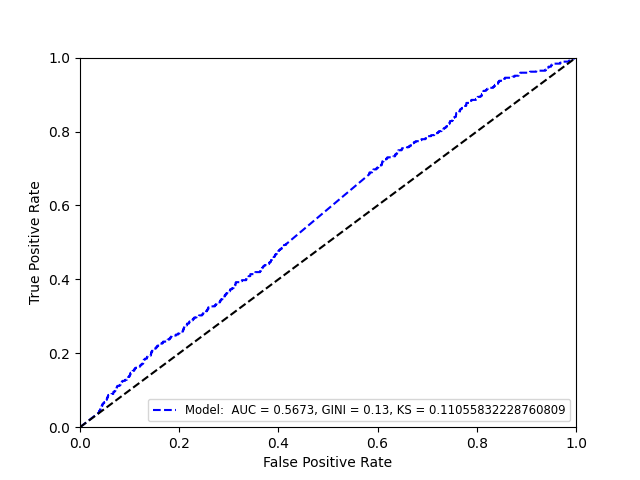 1.0
0.8
0.6
0.4
0.2
0.0
True Positive Rate
Model: AUC = 0.5673, GINI = 0.13, KS = 0.11055832228760809
0.0 0.2 0.4 0.6 0.8 1.0
False Positive Rate